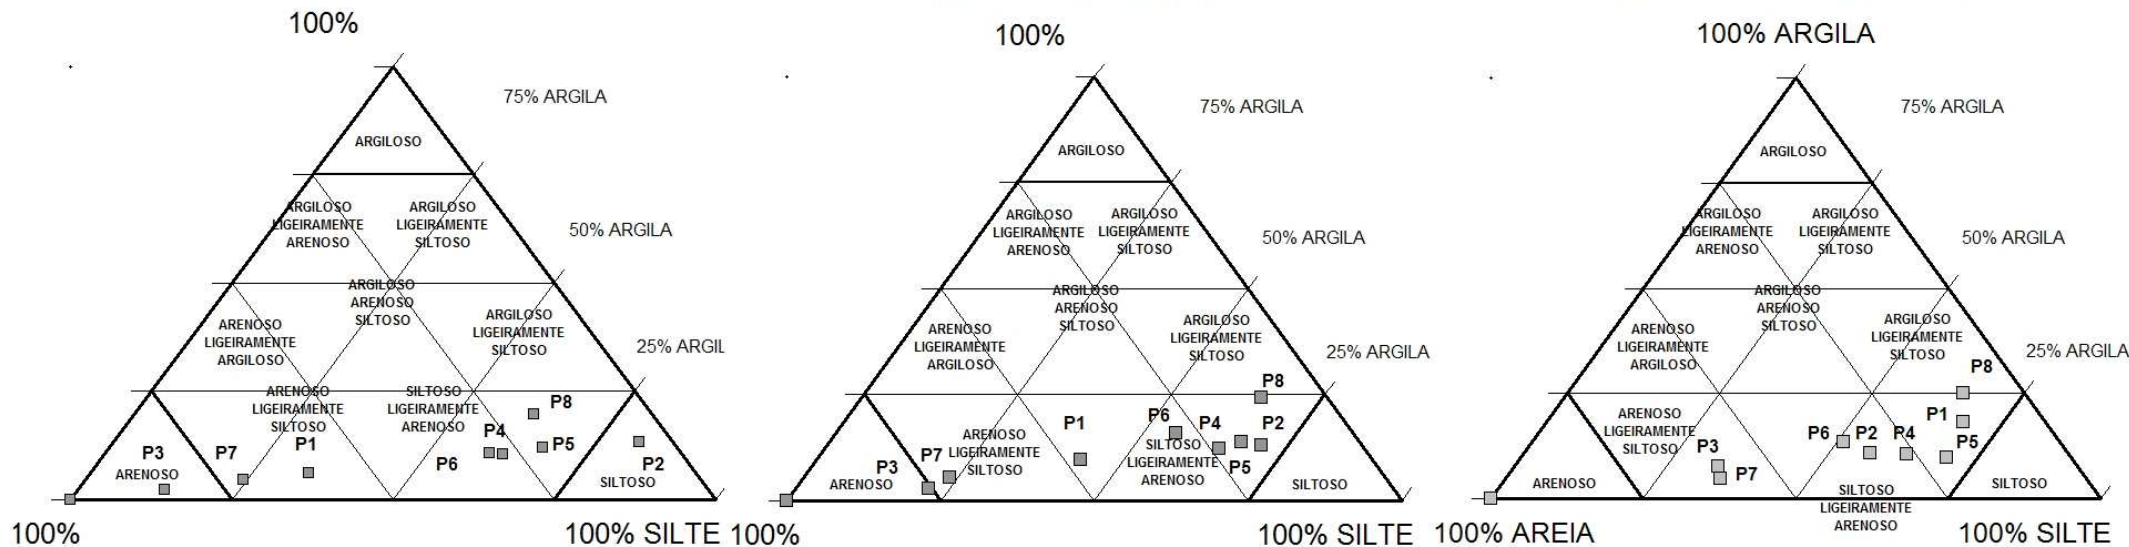 100%
75% ARGILA
ARGILOSO
ARGILOSO
LIGEIRAMENTE
ARENOSO
ARGILOSO
LIGEIRAMENTE
SILTOSO
50% ARGILA
ARGILOSO
ARENOSO
SILTOSO
ARENOSO
LIGEIRAMENTE
ARGILOSO
ARGILOSO
LIGEIRAMENTE
SILTOSO
25% ARGIL
ARENOSO
LIGEIRAMENTE
SILTOSO
SILTOSO
LIGEIRAMENTE
ARENOSO
P8
P4
P5
P3
P7
P1
P6
P2
ARENOSO
SILTOSO
100%
100% SILTE
100%
75% ARGILA
ARGILOSO
ARGILOSO
LIGEIRAMENTE
ARENOSO
ARGILOSO
LIGEIRAMENTE
SILTOSO
50% ARGILA
ARGILOSO
ARENOSO
SILTOSO
ARENOSO
LIGEIRAMENTE
ARGILOSO
ARGILOSO
LIGEIRAMENTE
SILTOSO
25% ARGILA
P8
P1
P6
P4
P2
ARENOSO
LIGEIRAMENTE
SILTOSO
SILTOSO
LIGEIRAMENTE
ARENOSO
P3
P7
P5
ARENOSO
SILTOSO
100%
100% SILTE
100% ARGILA
75% ARGILA
ARGILOSO
ARGILOSO
LIGEIRAMENTE
ARENOSO
ARGILOSO
LIGEIRAMENTE
SILTOSO
50% ARGILA
ARGILOSO
ARENOSO
SILTOSO
ARENOSO
LIGEIRAMENTE
ARGILOSO
ARGILOSO
LIGEIRAMENTE
SILTOSO
25% ARGILA
P8
ARENOSO
LIGEIRAMENTE
SILTOSO
P1
P6
P2
P4
P5
P3
P7
ARENOSO
SILTOSO
LIGEIRAMENTE
ARENOSO
SILTOSO
100% AREIA
100% SILTE